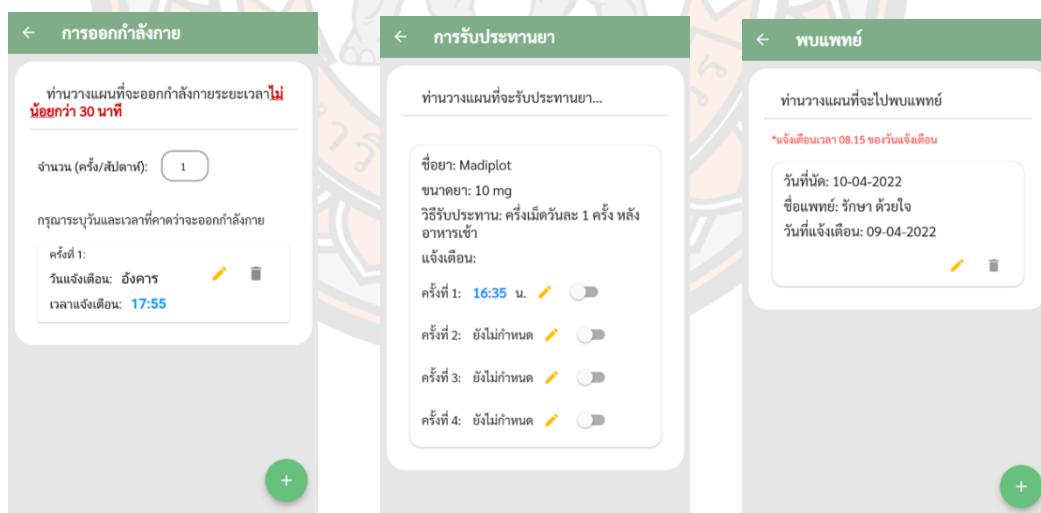 การออกกำลังกาย
ท่านวางแผนที่จะออกกำลังกายระยะเวลาไม่
น้อยกว่า 30 นาที
จำนวน (ครั้ง/สัปดาห์): 1
กรุณาระบุวันและเวลาที่คาดว่าจะออกกำลังกาย
ครั้งที่ 1:
วันแจ้งเตือน: อังคาร
เวลาแจ้งเตือน: 17:55
การรับประทานยา
ท่านวางแผนที่จะรับประทานยา...
ชื่อยา: Madiplot
ขนาดยา: 10 mg
วิธีรับประทาน: ครึ่งเม็ดวันละ 1 ครั้ง หลัง
อาหารเช้า
แจ้งเตือน:
ครั้งที่ 1: 16:35 น.
ครั้งที่ 2: ยังไม่กำหนด
ครั้งที่ 3: ยังไม่กำหนด
ครั้งที่ 4: ยังไม่กำหนด
พบแพทย์
ท่านวางแผนที่จะไปพบแพทย์
*แจ้งเตือนเวลา 08.15 ของวันแจ้งเตือน
วันที่นัด: 10-04-2022
ชื่อแพทย์: รักษา ด้วยใจ
วันที่แจ้งเตือน: 09-04-2022